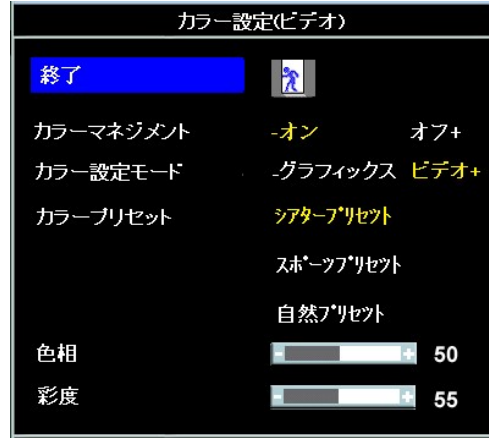 カラー設定(ビデオ)
終了
カラーマネジメント -オン オフ+
カラー設定モード -グラフィックス ビデオ+
カラープリセット シアタープリセット
スポーツプリセット
自然プリセット
色相 - + 50
彩度 - + 55